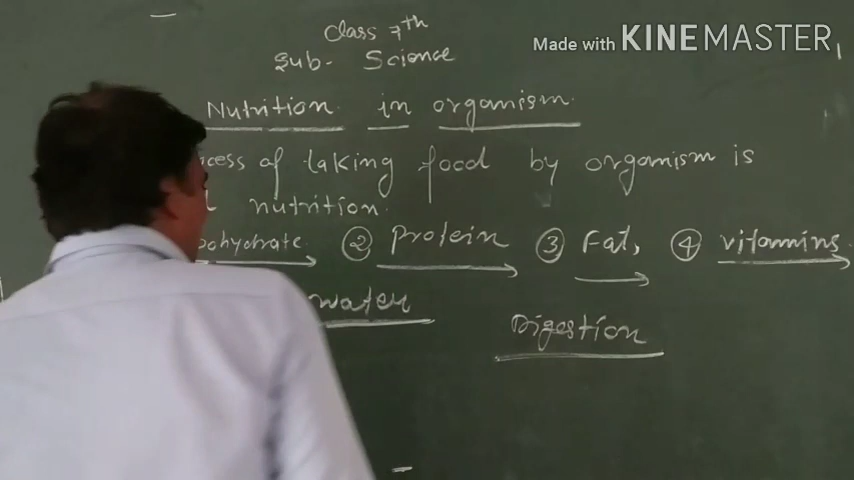 Made with KINEMASTER
Class 7th
Sub- Science
Nutrition in organism.
of taking food by organism is
nutrition.
② Protein ③ Fat, ④ vitamins.
water
Digestion